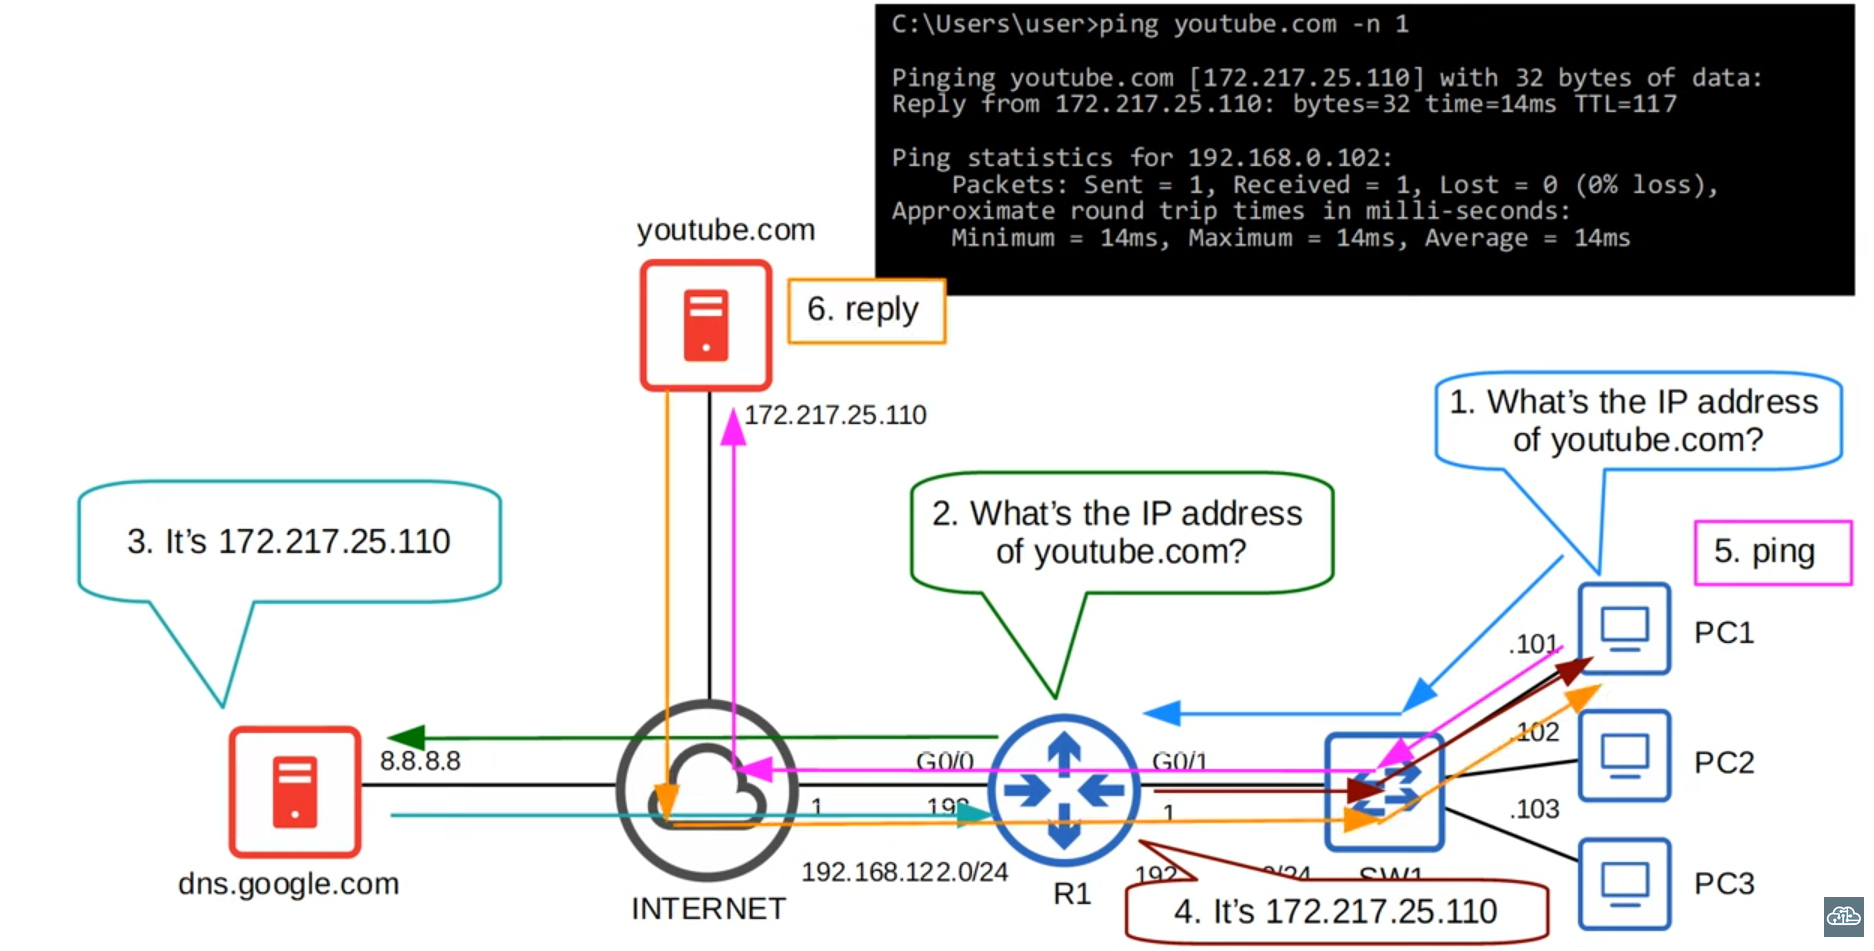 C:\Users\user>ping youtube.com -n 1
Pinging youtube.com [172.217.25.110] with 32 bytes of data:
Reply from 172.217.25.110: bytes=32 time=14ms TTL=117
Ping statistics for 192.168.0.102:
Packets: Sent = 1, Received = 1, Lost = 0 (0% loss),
Approximate round trip times in milli-seconds:
Minimum = 14ms, Maximum = 14ms, Average = 14ms
youtube.com
6. reply
172.217.25.110
1. What's the IP address
of youtube.com?
2. What's the IP address
of youtube.com?
3. It's 172.217.25.110
5. ping
.101
PC1
.102
PC2
.103
PC3
8.8.8.8
G0/0
G0/1
.1
192
.1
dns.google.com
INTERNET
192.168.122.0/24
R1
192
0/24
SW1
4. It's 172.217.25.110